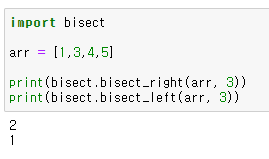 import bisect
arr = [1,3,4,5]
print(bisect.bisect_right(arr, 3))
print(bisect.bisect_left(arr, 3))
2
1